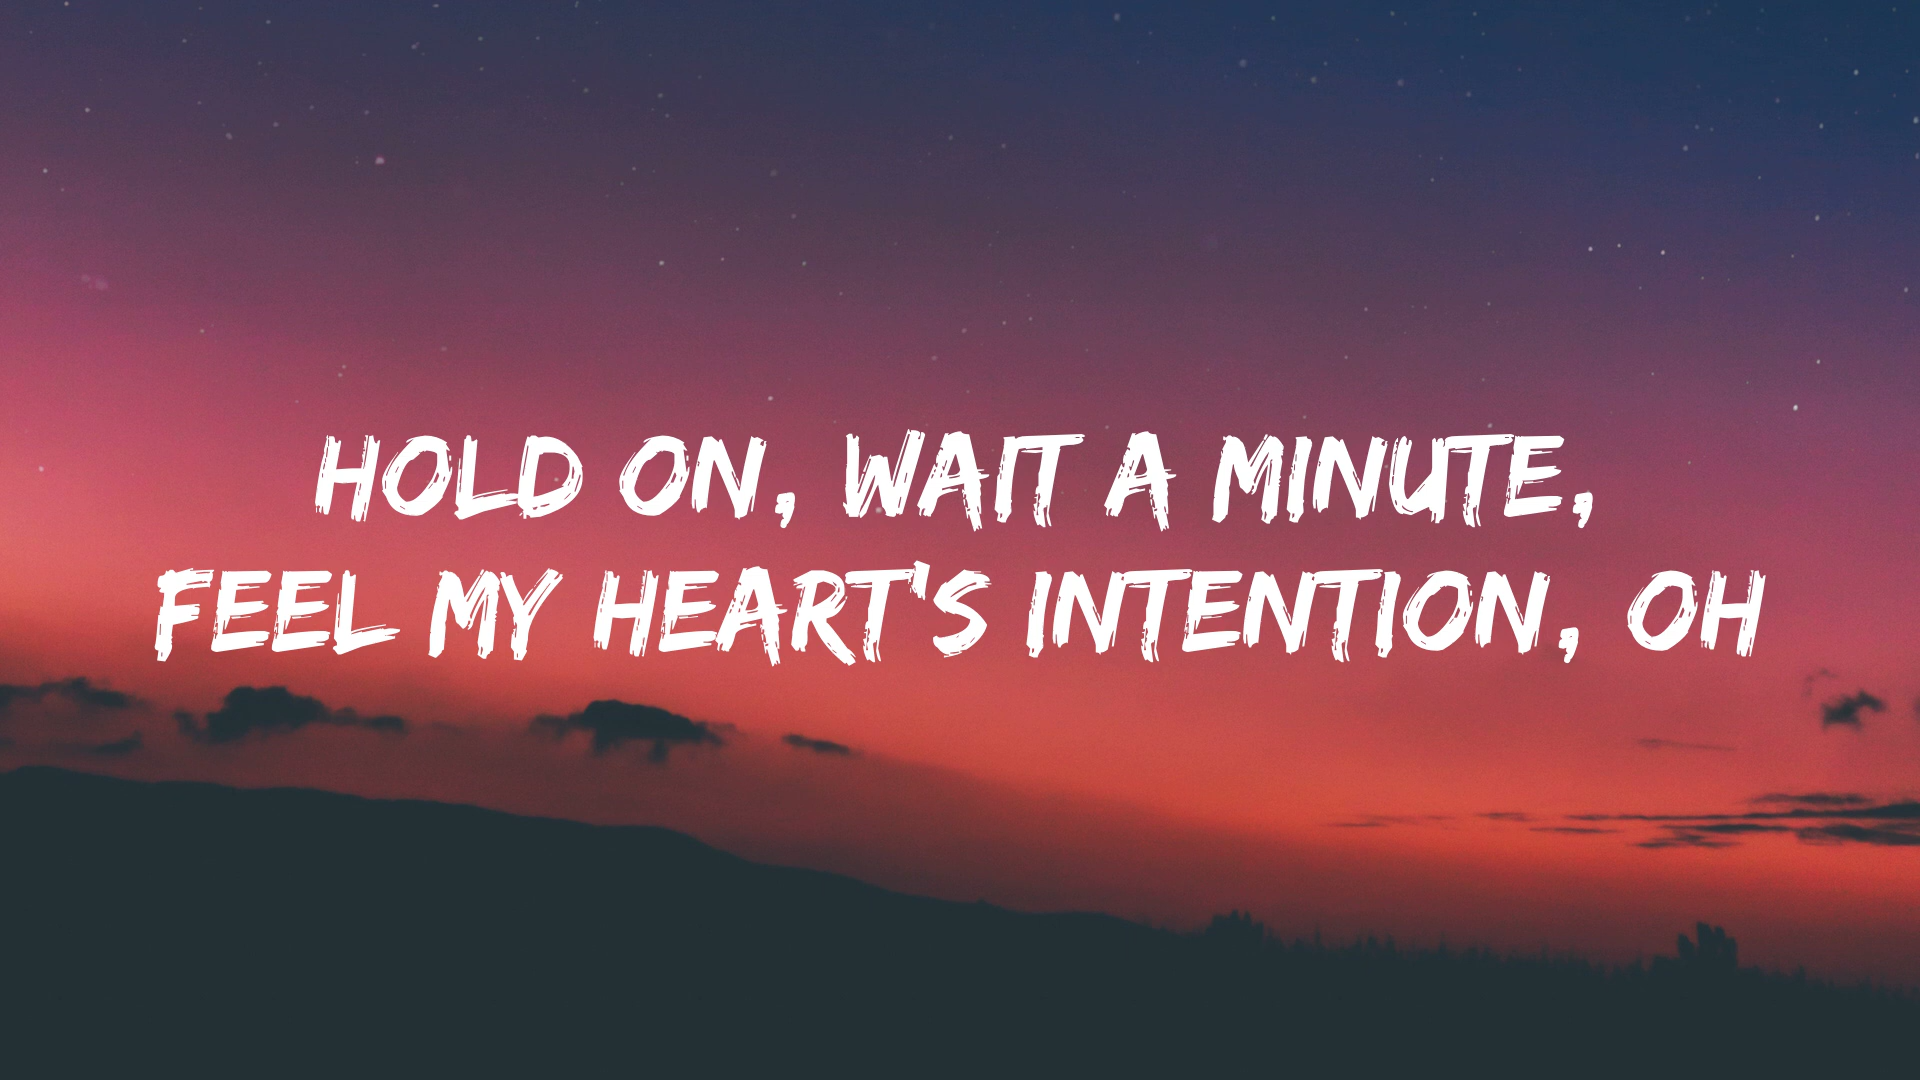 HOLD ON, WAIT A MINUTE,
FEEL MY HEART'S INTENTION, OH